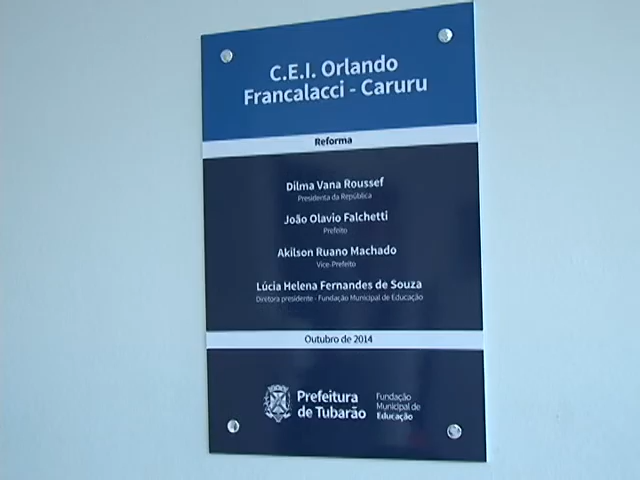 C.E.I. Orlando
Francalacci - Caruru
Reforma
Dilma Vana Roussef
Presidenta da República
João Olavio Falchetti
Prefeito
Akilson Ruano Machado
Vice-Prefeito
Lúcia Helena Fernandes de Souza
Diretora presidente - Fundação Municipal de Educação
Outubro de 2014
Prefeitura
de Tubarão
Fundação
Municipal de
Educação